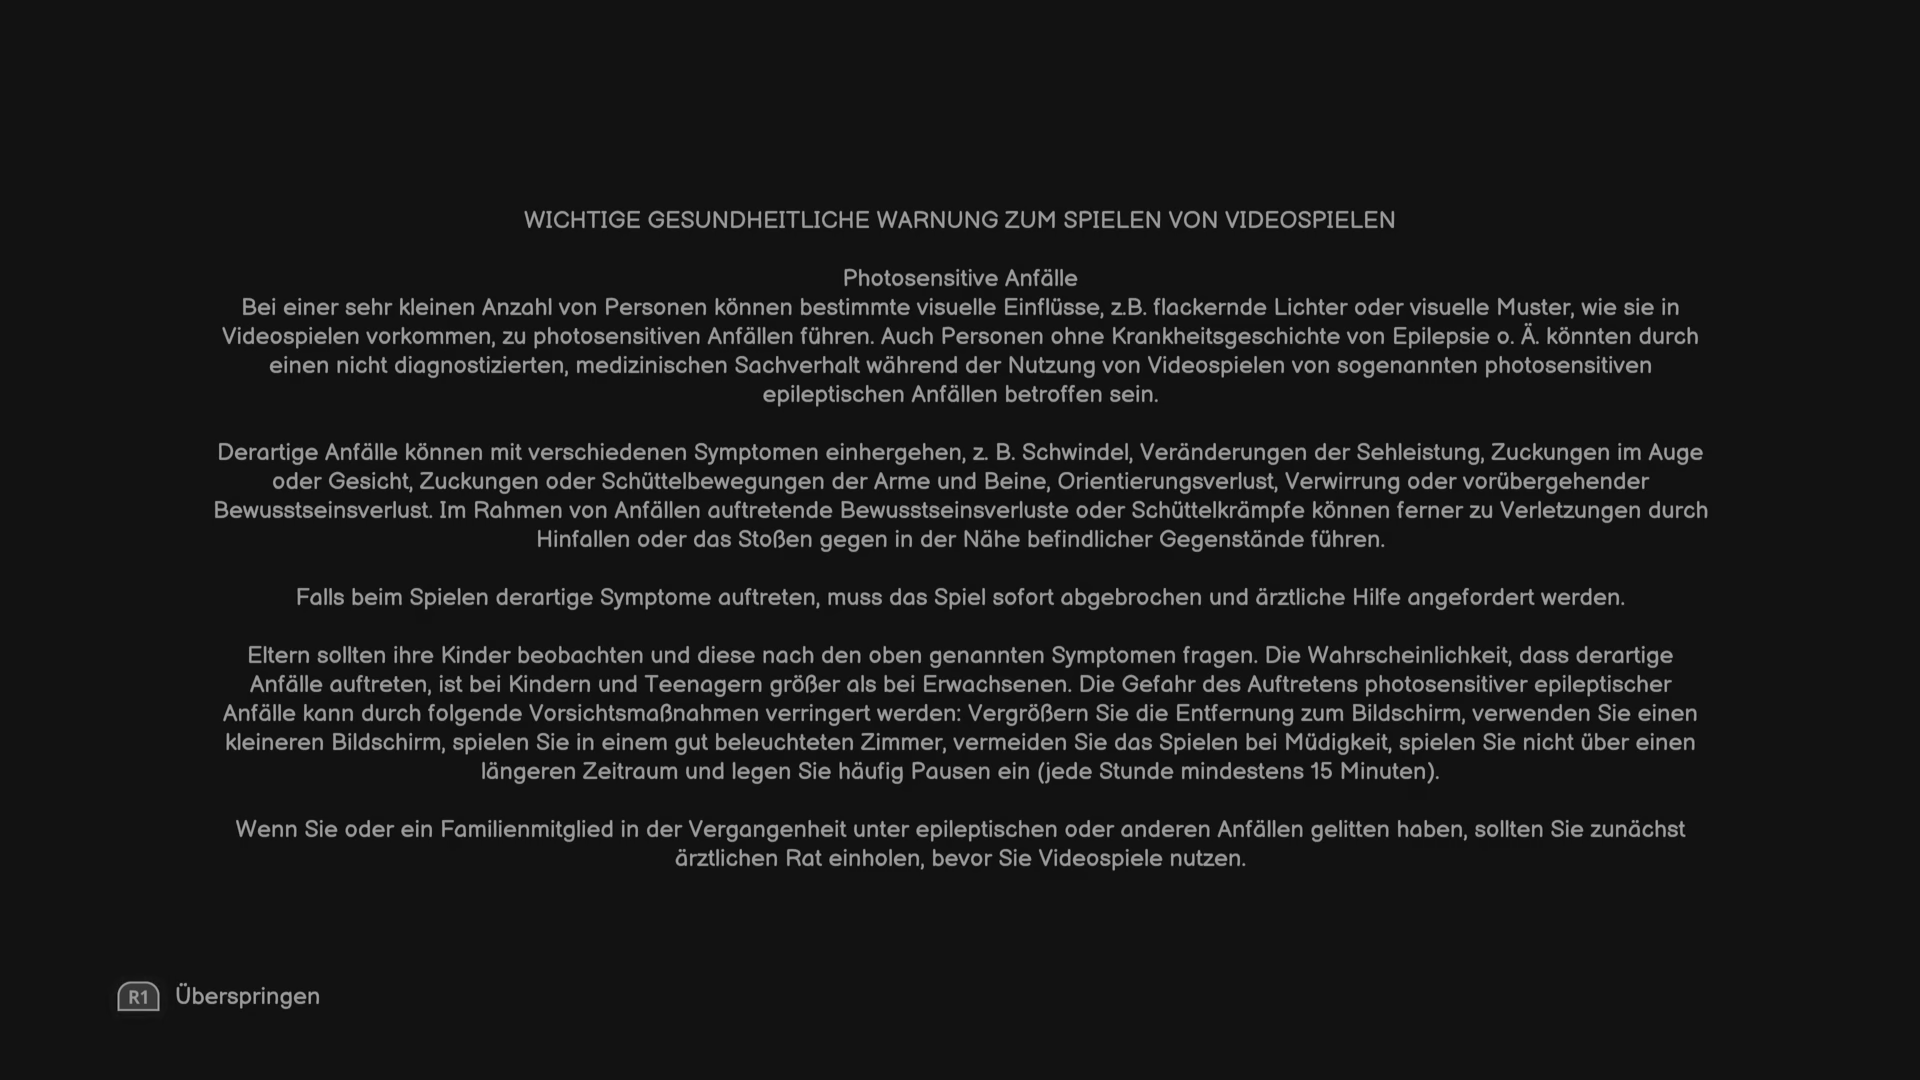 WICHTIGE GESUNDHEITLICHE WARNUNG ZUM SPIELEN VON VIDEOSPIELEN
Photosensitive Anfälle
Bei einer sehr kleinen Anzahl von Personen können bestimmte visuelle Einflüsse, z.B. flackernde Lichter oder visuelle Muster, wie sie in
Videospielen vorkommen, zu photosensitiven Anfällen führen. Auch Personen ohne Krankheitsgeschichte von Epilepsie o. Ä. könnten durch
einen nicht diagnostizierten, medizinischen Sachverhalt während der Nutzung von Videospielen von sogenannten photosensitiven
epileptischen Anfällen betroffen sein.
Derartige Anfälle können mit verschiedenen Symptomen einhergehen, z. B. Schwindel, Veränderungen der Sehleistung, Zuckungen im Auge
oder Gesicht, Zuckungen oder Schüttelbewegungen der Arme und Beine, Orientierungsverlust, Verwirrung oder vorübergehender
Bewusstseinsverlust. Im Rahmen von Anfällen auftretende Bewusstseinsverluste oder Schüttelkrämpfe können ferner zu Verletzungen durch
Hinfallen oder das Stoßen gegen in der Nähe befindlicher Gegenstände führen.
Falls beim Spielen derartige Symptome auftreten, muss das Spiel sofort abgebrochen und ärztliche Hilfe angefordert werden.
Eltern sollten ihre Kinder beobachten und diese nach den oben genannten Symptomen fragen. Die Wahrscheinlichkeit, dass derartige
Anfälle auftreten, ist bei Kindern und Teenagern größer als bei Erwachsenen. Die Gefahr des Auftretens photosensitiver epileptischer
Anfälle kann durch folgende Vorsichtsmaßnahmen verringert werden: Vergrößern Sie die Entfernung zum Bildschirm, verwenden Sie einen
kleineren Bildschirm, spielen Sie in einem gut beleuchteten Zimmer, vermeiden Sie das Spielen bei Müdigkeit, spielen Sie nicht über einen
längeren Zeitraum und legen Sie häufig Pausen ein (jede Stunde mindestens 15 Minuten).
Wenn Sie oder ein Familienmitglied in der Vergangenheit unter epileptischen oder anderen Anfällen gelitten haben, sollten Sie zunächst
ärztlichen Rat einholen, bevor Sie Videospiele nutzen.
R1 Überspringen